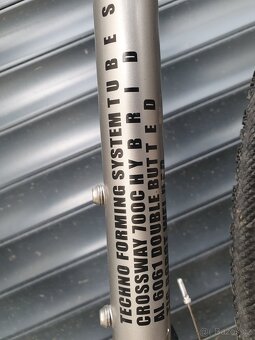 TECHNO FORMING SYSTEM TUBES
CROSSWAY 700C HYBRID
AL 6061 DOUBLE BUTTED